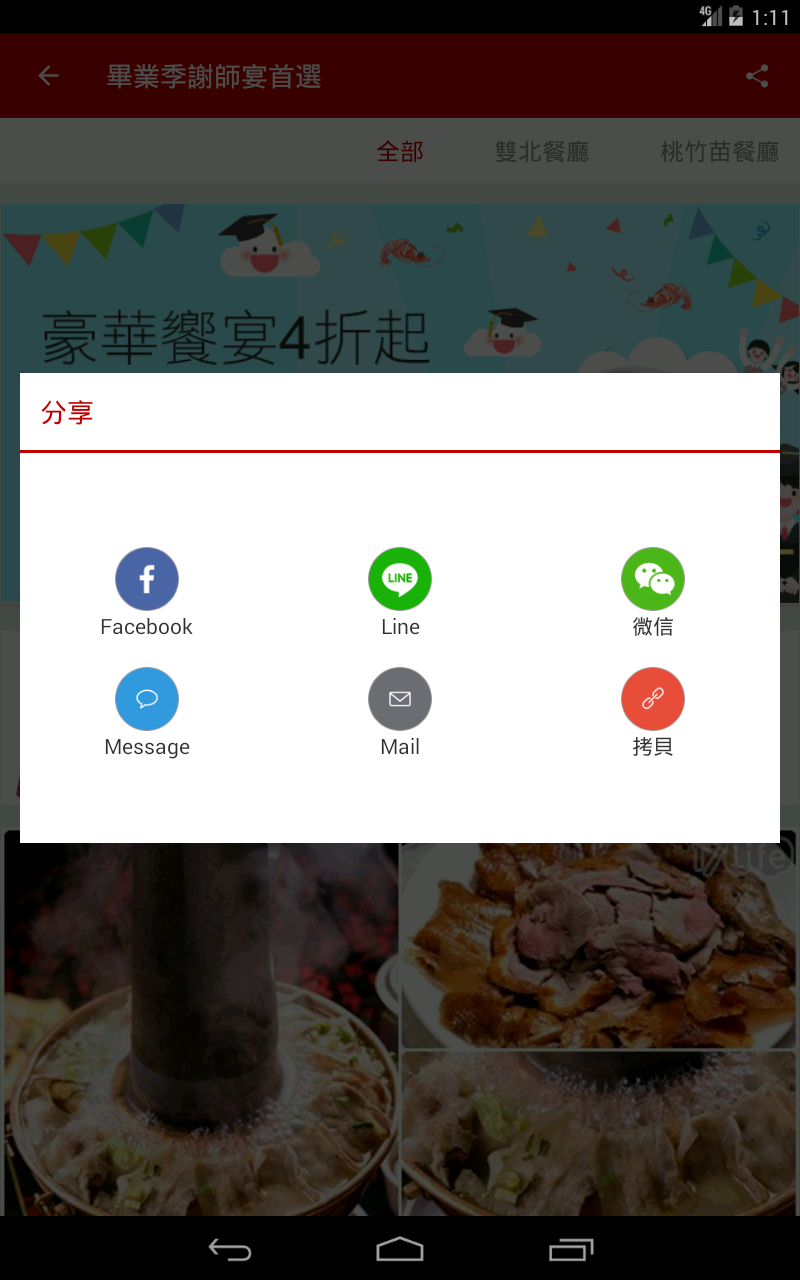 4G 1:11
畢業季謝師宴首選
全部 雙北餐廳 桃竹苗餐廳
豪華饗宴4折起
分享
LINE
Facebook Line 微信
Message Mail 拷貝
Life